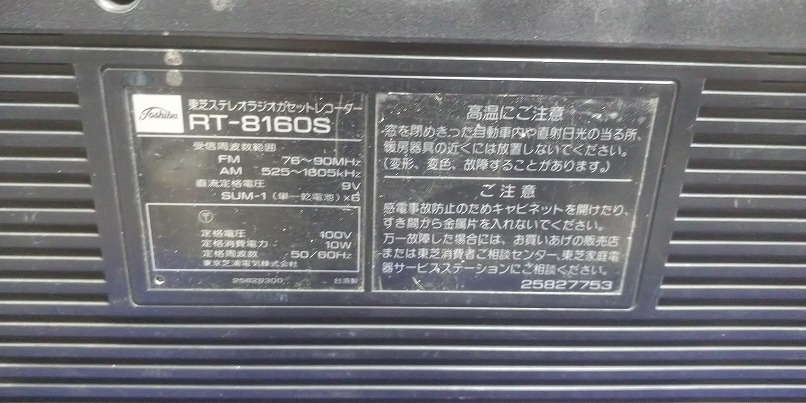 Toshiba
東芝ステレオラジオカセットレコーダー
RT-8160S
受信周波数範囲
FM 76〜90MHz
AM 525〜1605kHz
直流定格電圧 9V
SUM-1 (単一乾電池) x6
〒
定格電圧 100V
定格消費電力 10W
定格周波数 50/60Hz
東京芝浦電気株式会社
台湾製
高温にご注意
窓を閉めきった自動車内や直射日光の当る所、
暖房器具の近くには放置しないでください。
(変形、変色、故障することがあります。)
ご注意
感電事故防止のためキャビネットを開けたり、
すき間から金属片を入れないでください。
万一故障した場合には、お買いあげの販売店
または東芝消費者ご相談センター、東芝家庭電
器サービスステーションにご相談ください。
25827753